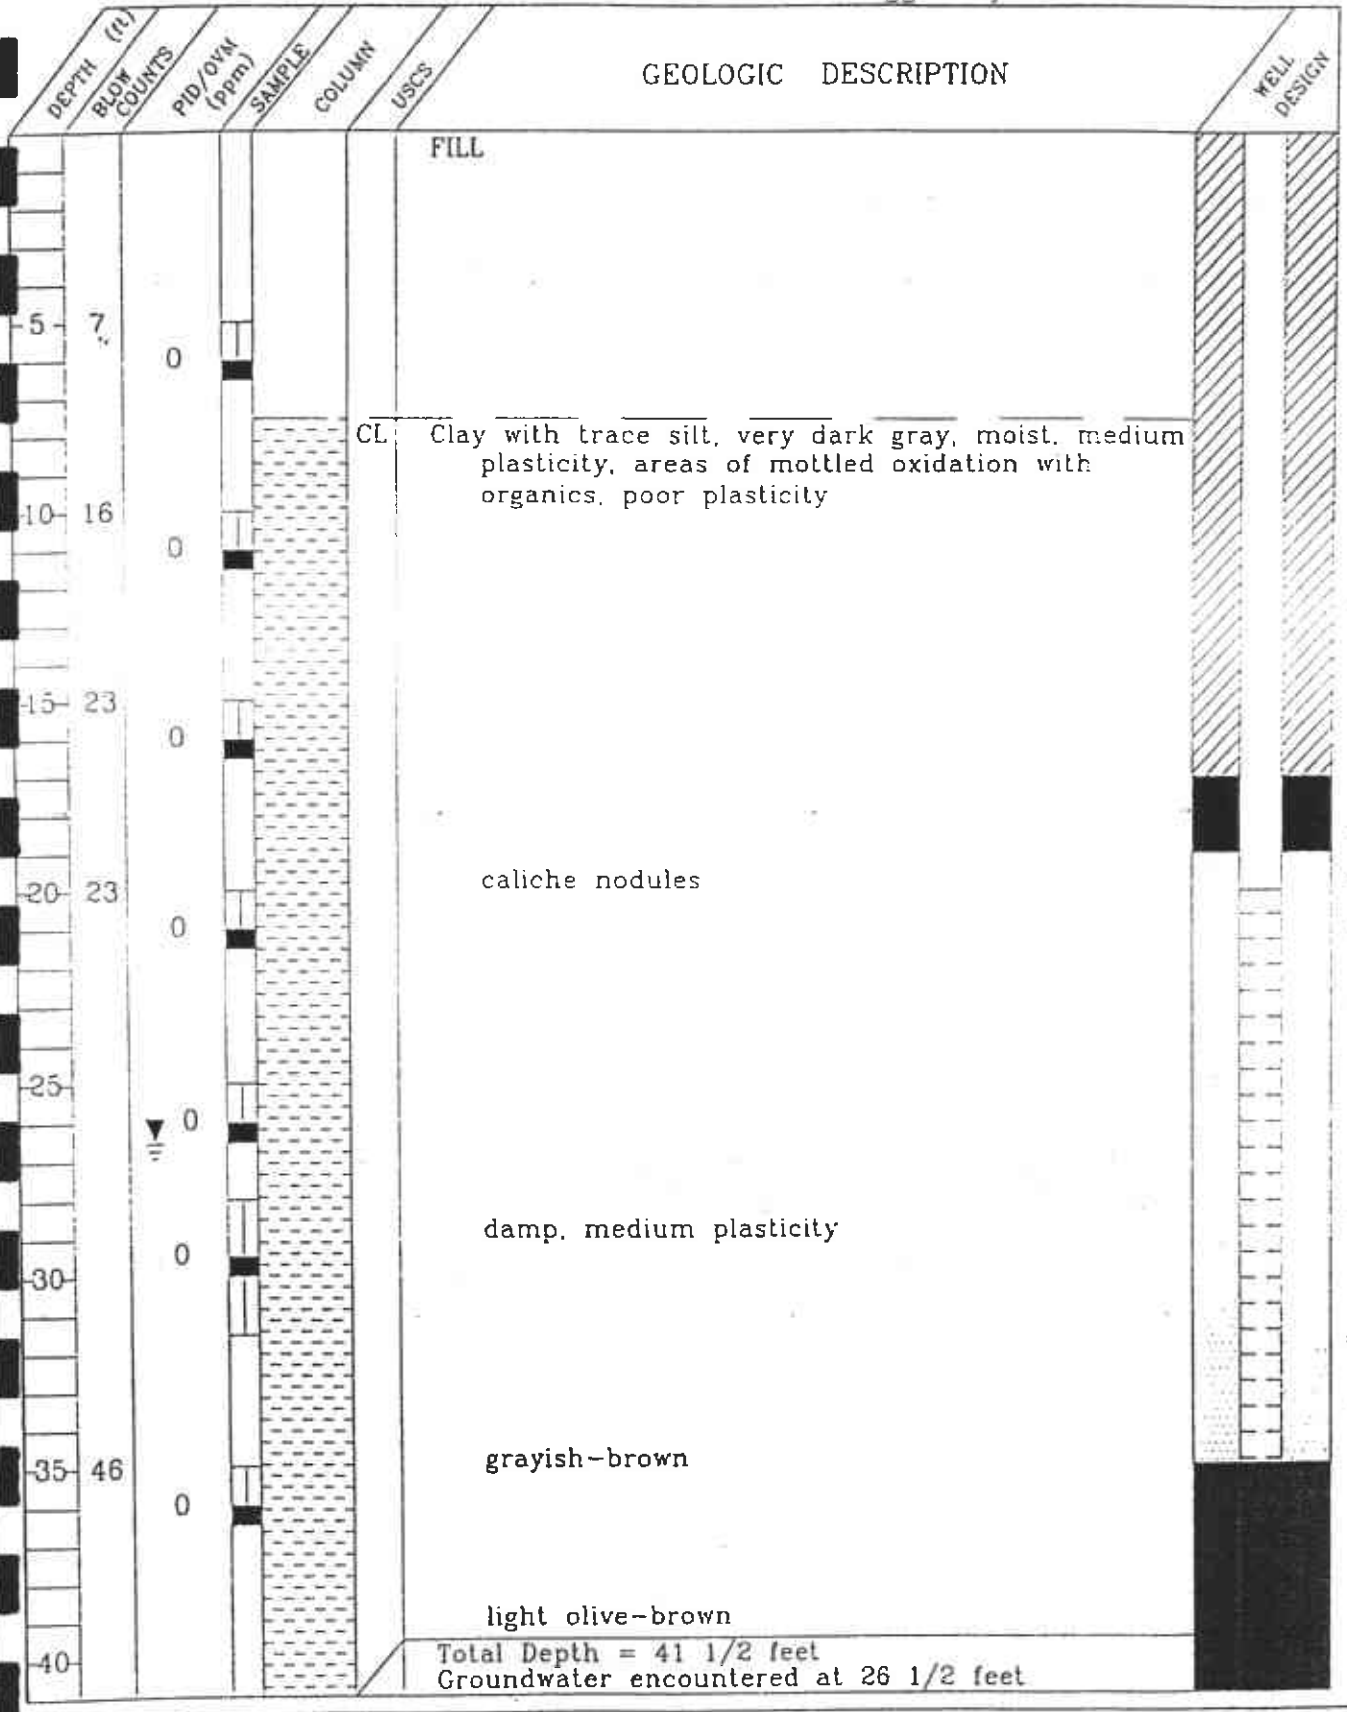 DEPTH (ft)
BLOW COUNTS
PID/OVM (ppm)
SAMPLE
COLUMN
USCS
GEOLOGIC DESCRIPTION
WELL DESIGN
FILL
5 7
0
CL Clay with trace silt, very dark gray, moist, medium
plasticity, areas of mottled oxidation with
organics, poor plasticity
10 16
0
15 23
0
caliche nodules
20 23
0
25
0
damp, medium plasticity
0
30
grayish-brown
35 46
0
light olive-brown
Total Depth = 41 1/2 feet
40
Groundwater encountered at 26 1/2 feet